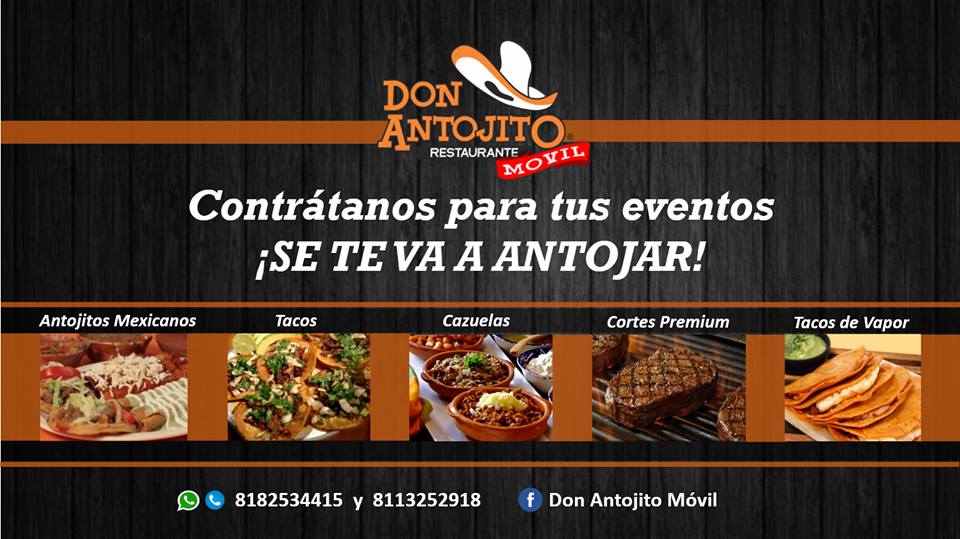 DON
ANTOJITO®
RESTAURANTE
MOVIL
Contrátanos para tus eventos
¡SE TE VA A ANTOJAR!
Antojitos Mexicanos Tacos Cazuelas Cortes Premium Tacos de Vapor
8182534415 y 8113252918 f Don Antojito Móvil